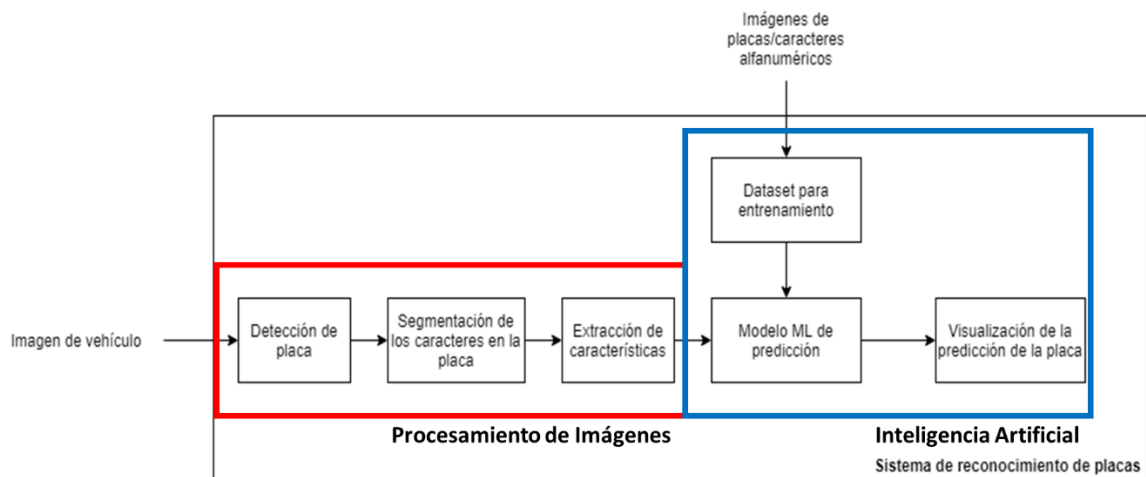 Imágenes de
placas/caracteres
alfanuméricos
Dataset para
entrenamiento
Imagen de vehículo
Detección de
placa
Segmentación de
los caracteres en la
placa
Extracción de
características
Modelo ML de
predicción
Visualización de la
predicción de la placa
Procesamiento de Imágenes
Inteligencia Artificial
Sistema de reconocimiento de placas